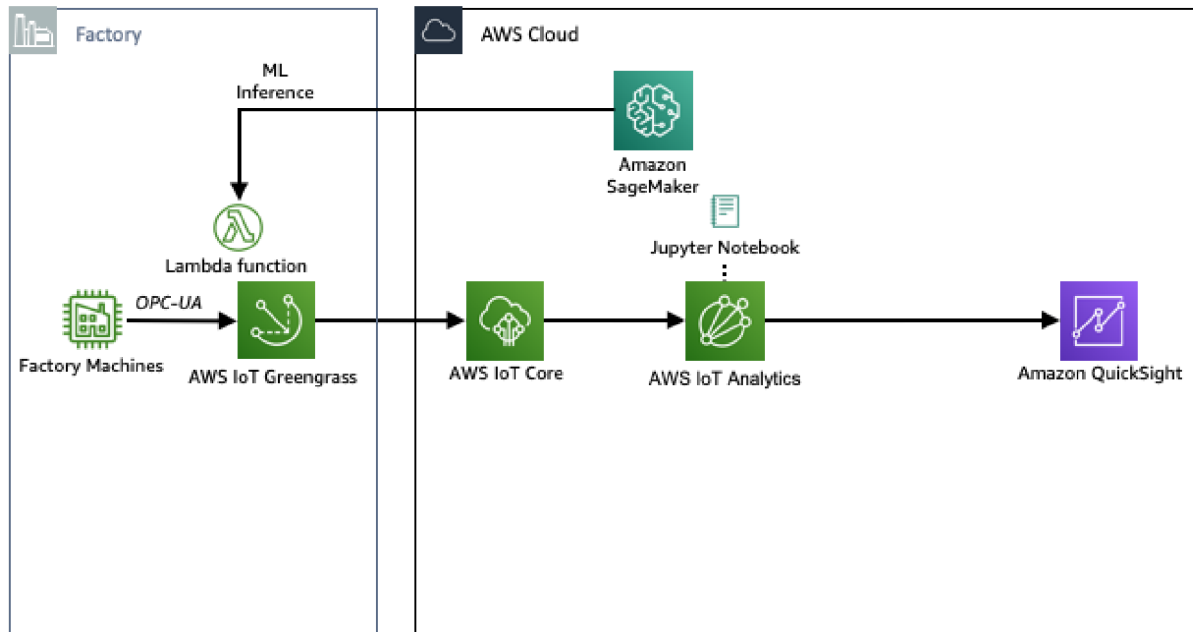 Factory
AWS Cloud
ML
Inference
Amazon
SageMaker
Jupyter Notebook
Lambda function
OPC-UA
Factory Machines
AWS IoT Greengrass
AWS IoT Core
AWS IoT Analytics
Amazon QuickSight